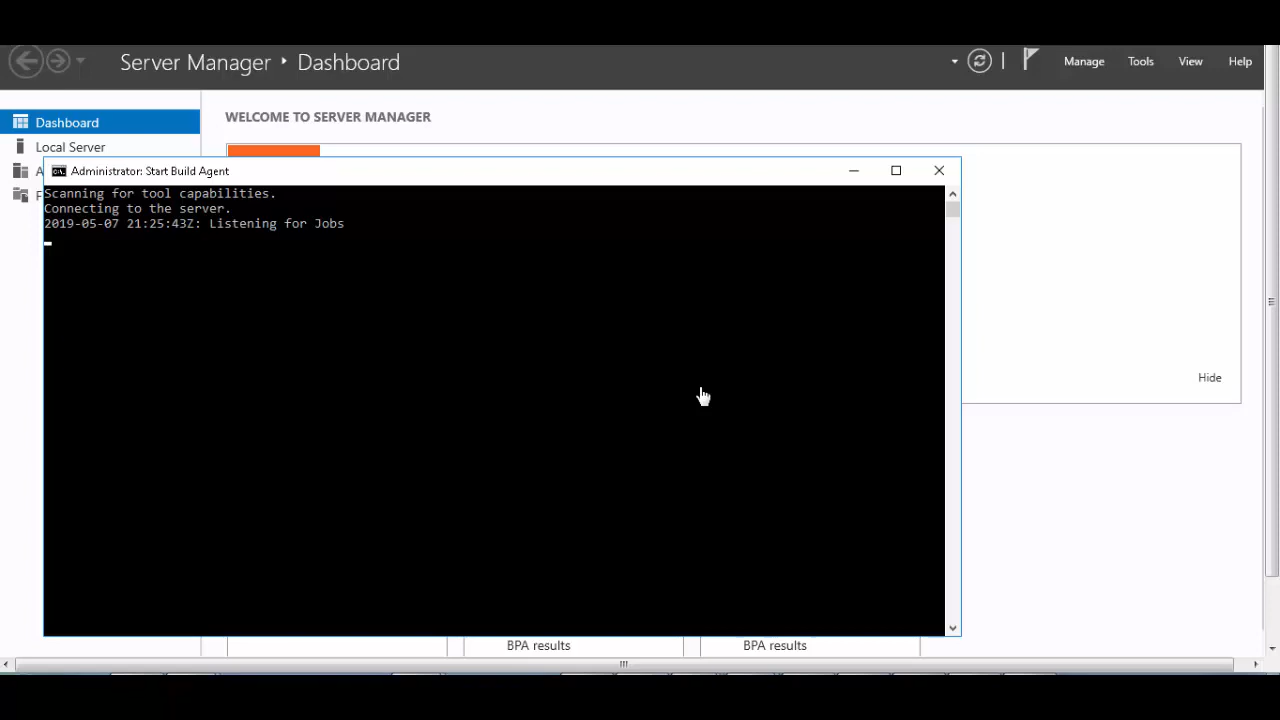 Server Manager ‣ Dashboard
Manage Tools View Help
Dashboard
WELCOME TO SERVER MANAGER
Local Server
A
F
Administrator: Start Build Agent
Scanning for tool capabilities.
Connecting to the server.
2019-05-07 21:25:43Z: Listening for Jobs
Hide
BPA results
BPA results